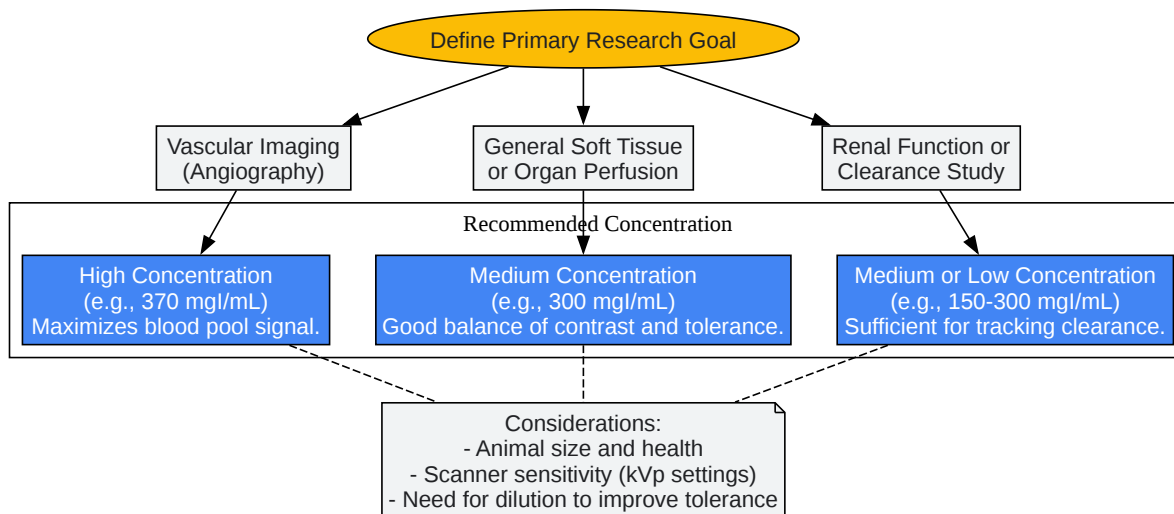 Define Primary Research Goal
Vascular Imaging
(Angiography)
General Soft Tissue
or Organ Perfusion
Renal Function or
Clearance Study
Recommended Concentration
High Concentration
(e.g., 370 mgI/mL)
Maximizes blood pool signal.
Medium Concentration
(e.g., 300 mgI/mL)
Good balance of contrast and tolerance.
Medium or Low Concentration
(e.g., 150-300 mgI/mL)
Sufficient for tracking clearance.
Considerations:
- Animal size and health
- Scanner sensitivity (kVp settings)
- Need for dilution to improve tolerance